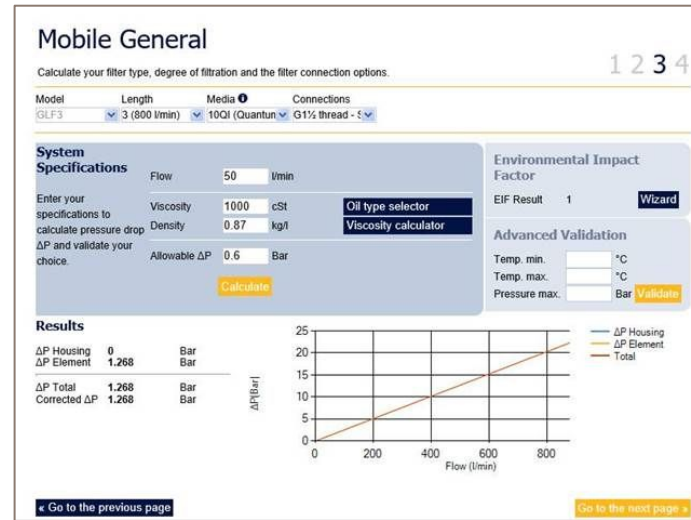 Mobile General
Calculate your filter type, degree of filtration and the filter connection options.
1 2 3 4
Model Length Media Connections
GLF3 3 (800 l/min) 10QI (Quantun G1½ thread - S
System
Specifications
Enter your
specifications to
calculate pressure drop
ΔP and validate your
choice.
Flow 50 l/min
Viscosity 1000 cSt Oil type selector
Density 0.87 kg/l Viscosity calculator
Allowable ΔP 0.6 Bar
Calculate
Environmental Impact
Factor
EIF Result 1 Wizard
Advanced Validation
Temp. min. °C
Temp. max. °C
Pressure max. Bar Validate
Results
ΔP Housing 0 Bar
ΔP Element 1.268 Bar
ΔP Total 1.268 Bar
Corrected ΔP 1.268 Bar
ΔP[Bar]
25
20
15
10
5
0
0 200 400 600 800
Flow (l/min)
ΔP Housing
ΔP Element
Total
« Go to the previous page
Go to the next page »